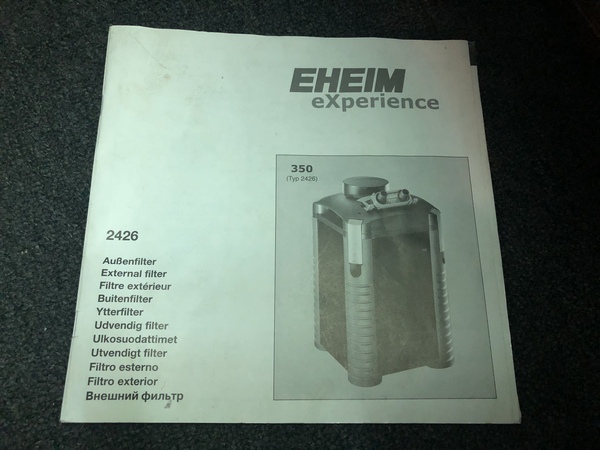 EHEIM
eXperience
350
(Typ 2426)
2426
Außenfilter
External filter
Filtre extérieur
Buitenfilter
Ytterfilter
Udvendig filter
Ulkosuodattimet
Utvendigt filter
Filtro esterno
Filtro exterior
Внешний фильтр